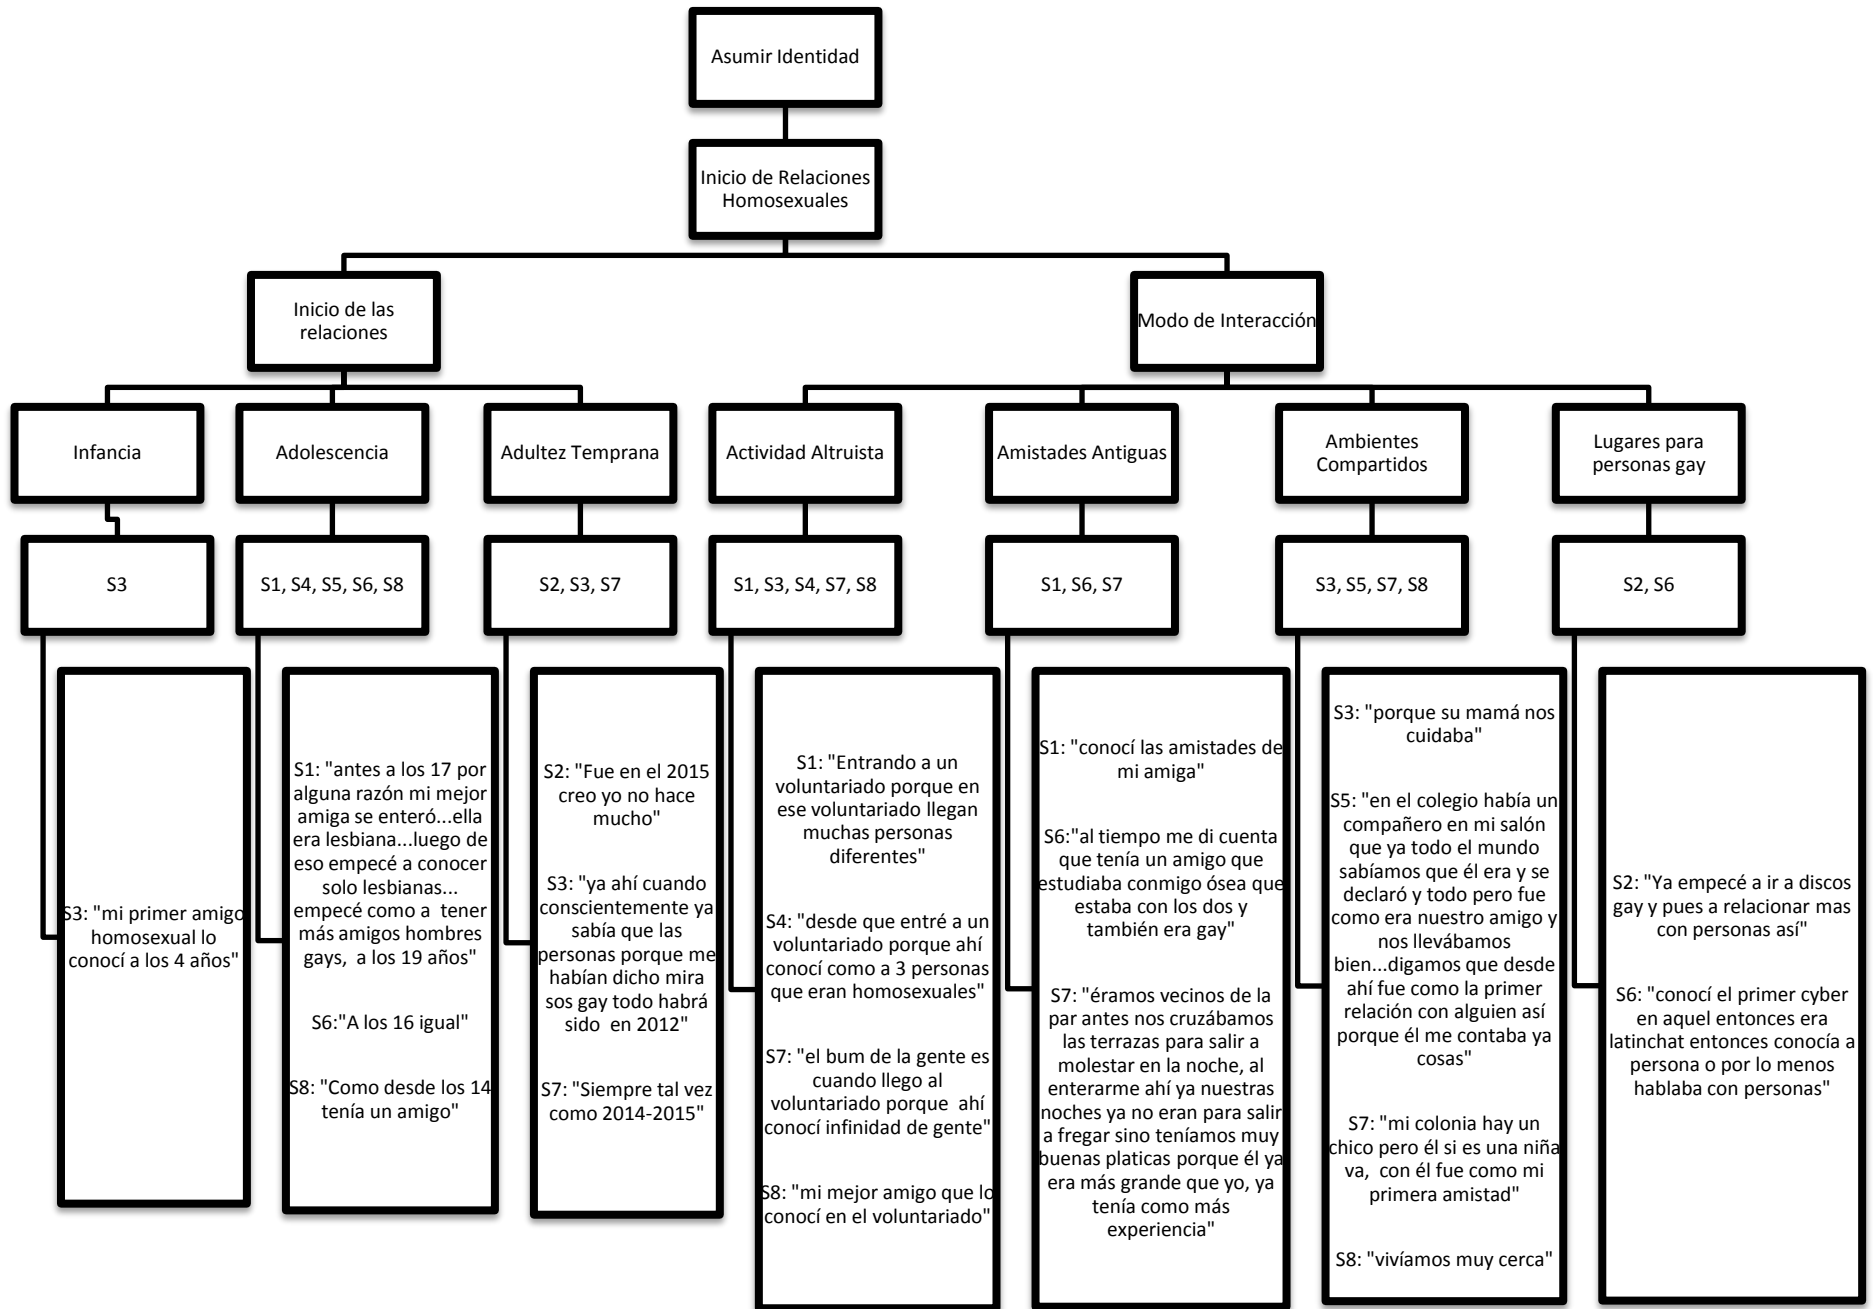 Asumir Identidad
Inicio de Relaciones
Homosexuales
Inicio de las
relaciones
Modo de Interacción
Infancia
Adolescencia
Adultez Temprana
Actividad Altruista
Amistades Antiguas
Ambientes
Compartidos
Lugares para
personas gay
S3
S1, S4, S5, S6, S8
S2, S3, S7
S1, S3, S4, S7, S8
S1, S6, S7
S3, S5, S7, S8
S2, S6
S3: "mi primer amigo
homosexual lo
conocí a los 4 años"
S1: "antes a los 17 por
alguna razón mi mejor
amiga se enteró...ella
era lesbiana...luego de
eso empecé a conocer
solo lesbianas...
empecé como a  tener
más amigos hombres
gays,  a los 19 años"
S6:"A los 16 igual"
S8: "Como desde los 14
tenía un amigo"
S2: "Fue en el 2015
creo yo no hace
mucho"
S3: "ya ahí cuando
conscientemente ya
sabía que las
personas porque me
habían dicho mira
sos gay todo habrá
sido  en 2012"
S7: "Siempre tal vez
como 2014-2015"
S1: "Entrando a un
voluntariado porque en
ese voluntariado llegan
muchas personas
diferentes"
S4: "desde que entré a un
voluntariado porque ahí
conocí como a 3 personas
que eran homosexuales"
S7: "el bum de la gente es
cuando llego al
voluntariado porque  ahí
conocí infinidad de gente"
S8: "mi mejor amigo que lo
conocí en el voluntariado"
S1: "conocí las amistades de
mi amiga"
S6:"al tiempo me di cuenta
que tenía un amigo que
estudiaba conmigo ósea que
estaba con los dos y
también era gay"
S7: "éramos vecinos de la
par antes nos cruzábamos
las terrazas para salir a
molestar en la noche, al
enterarme ahí ya nuestras
noches ya no eran para salir
a fregar sino teníamos muy
buenas platicas porque él ya
era más grande que yo, ya
tenía como más
experiencia"
S3: "porque su mamá nos
cuidaba"
S5: "en el colegio había un
compañero en mi salón
que ya todo el mundo
sabíamos que él era y se
declaró y todo pero fue
como era nuestro amigo y
nos llevábamos
bien...digamos que desde
ahí fue como la primer
relación con alguien así
porque él me contaba ya
cosas"
S7: "mi colonia hay un
chico pero él si es una niña
va,  con él fue como mi
primera amistad"
S8: "vivíamos muy cerca"
S2: "Ya empecé a ir a discos
gay y pues a relacionar mas
con personas así"
S6: "conocí el primer cyber
en aquel entonces era
latinchat entonces conocía a
persona o por lo menos
hablaba con personas"